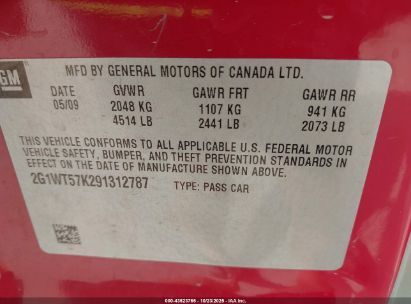 GM
MFD BY GENERAL MOTORS OF CANADA LTD.
DATE GVWR GAWR FRT GAWR RR
05/09 2048 KG 1107 KG 941 KG
4514 LB 2441 LB 2073 LB
THIS VEHICLE CONFORMS TO ALL APPLICABLE U.S. FEDERAL MOTOR
VEHICLE SAFETY, BUMPER, AND THEFT PREVENTION STANDARDS IN
EFFECT ON THE DATE OF MANUFACTURE SHOWN ABOVE.
2G1WT57K291312787 TYPE: PASS CAR
000-43523766 - 10/23/2025 - IAA Inc.